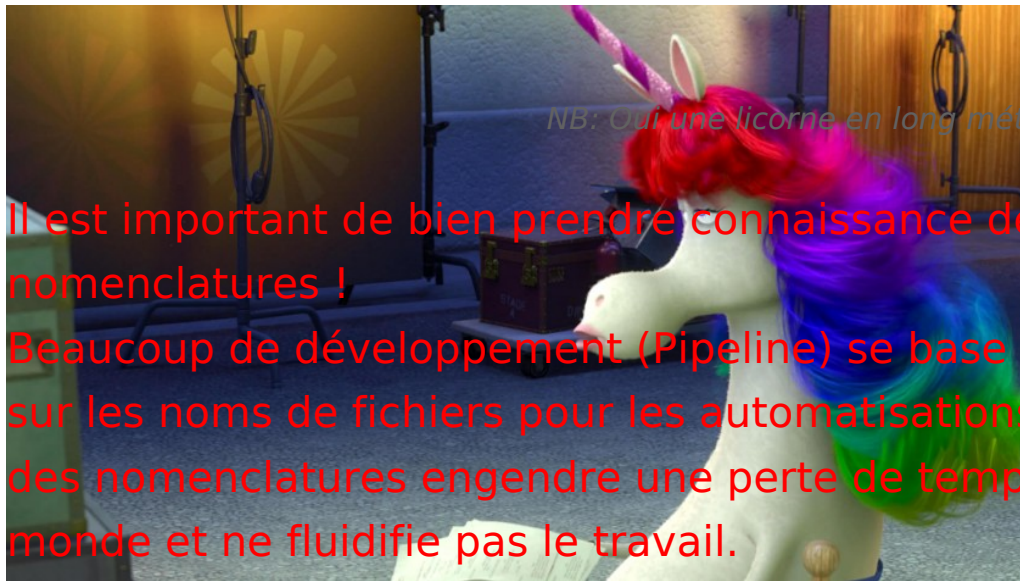 NB: Oui une licorne en long
Il est important de bien prendre connaissance
nomenclatures !
Beaucoup de développement (Pipeline) se base
sur les noms de fichiers pour les automatisations
des nomenclatures engendre une perte de
monde et ne fluidifie pas le travail.